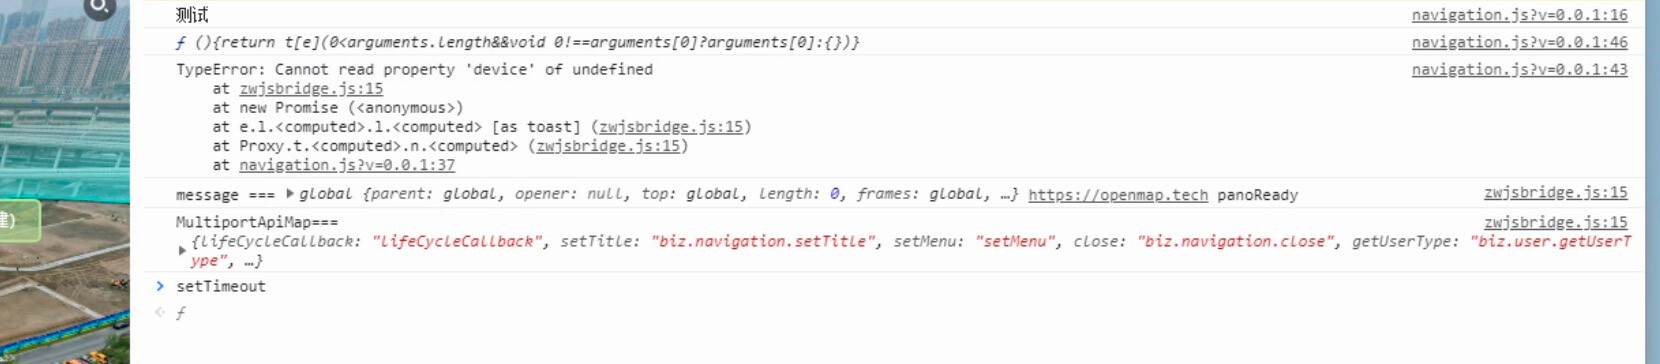 测试 navigation.js?v=0.0.1:16
ƒ (){return t[e](0<arguments.length&&void 0!==arguments[0]?arguments[0]:{})} navigation.js?v=0.0.1:46
TypeError: Cannot read property 'device' of undefined navigation.js?v=0.0.1:43
at zwjsbridge.js:15
at new Promise (<anonymous>)
at e.l.<computed>.l.<computed> [as toast] (zwjsbridge.js:15)
at Proxy.t.<computed>.n.<computed> (zwjsbridge.js:15)
at navigation.js?v=0.0.1:37
message === ▶ global {parent: global, opener: null, top: global, length: 0, frames: global, …} https://openmap.tech panoReady zwjsbridge.js:15
MultiportApiMap=== zwjsbridge.js:15
▶ {lifeCycleCallback: "lifeCycleCallback", setTitle: "biz.navigation.setTitle", setMenu: "setMenu", close: "biz.navigation.close", getUserType: "biz.user.getUserT
ype", …}
> setTimeout
ƒ